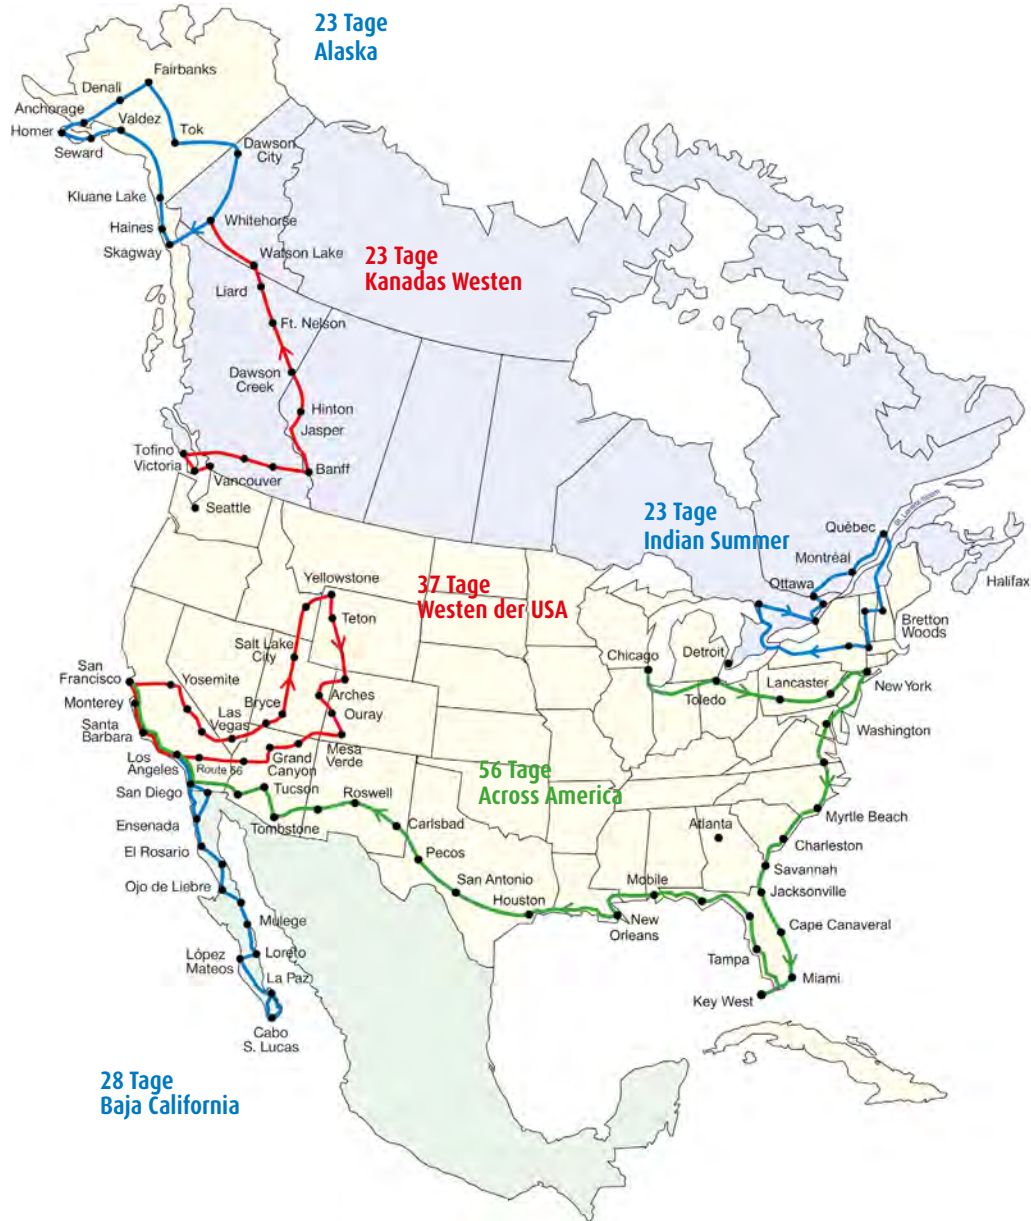 23 Tage
Alaska
Fairbanks
Denali
Anchorage
Valdez
Homer
Tok
Seward
Dawson
City
Kluane Lake
Haines
Whitehorse
Skagway
Watson Lake
23 Tage
Kanadas Westen
Liard
Ft. Nelson
Dawson
Creek
Hinton
Jasper
Tofino
Victoria
Banff
Vancouver
Seattle
23 Tage
Indian Summer
Québec
Montréal
Ottawa
Halifax
Bretton
Woods
37 Tage
Westen der USA
Yellowstone
Teton
Salt Lake
City
Chicago
Detroit
Lancaster
New York
Toledo
San
Francisco
Yosemite
Monterey
Bryce
Las
Vegas
Arches
Ouray
Santa
Barbara
Washington
Los
Angeles
Route 66
Grand
Canyon
Mesa
Verde
56 Tage
Across America
San Diego
Tucson
Roswell
Ensenada
Tombstone
Carlsbad
Atlanta
Myrtle Beach
Charleston
El Rosario
Pecos
Savannah
Ojo de Liebre
San Antonio
Mobile
Jacksonville
Houston
New
Orleans
Mulege
Cape Canaveral
López
Mateos
Loreto
Tampa
La Paz
Miami
Key West
Cabo
S. Lucas
28 Tage
Baja California